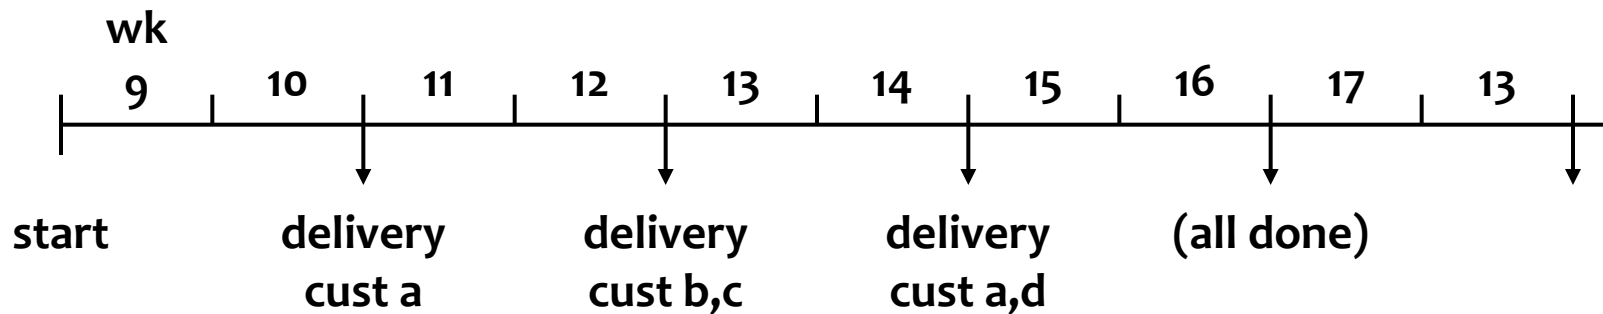 wk
9 10 11 12 13 14 15 16 17 13
start delivery delivery delivery (all done)
cust a cust b,c cust a,d